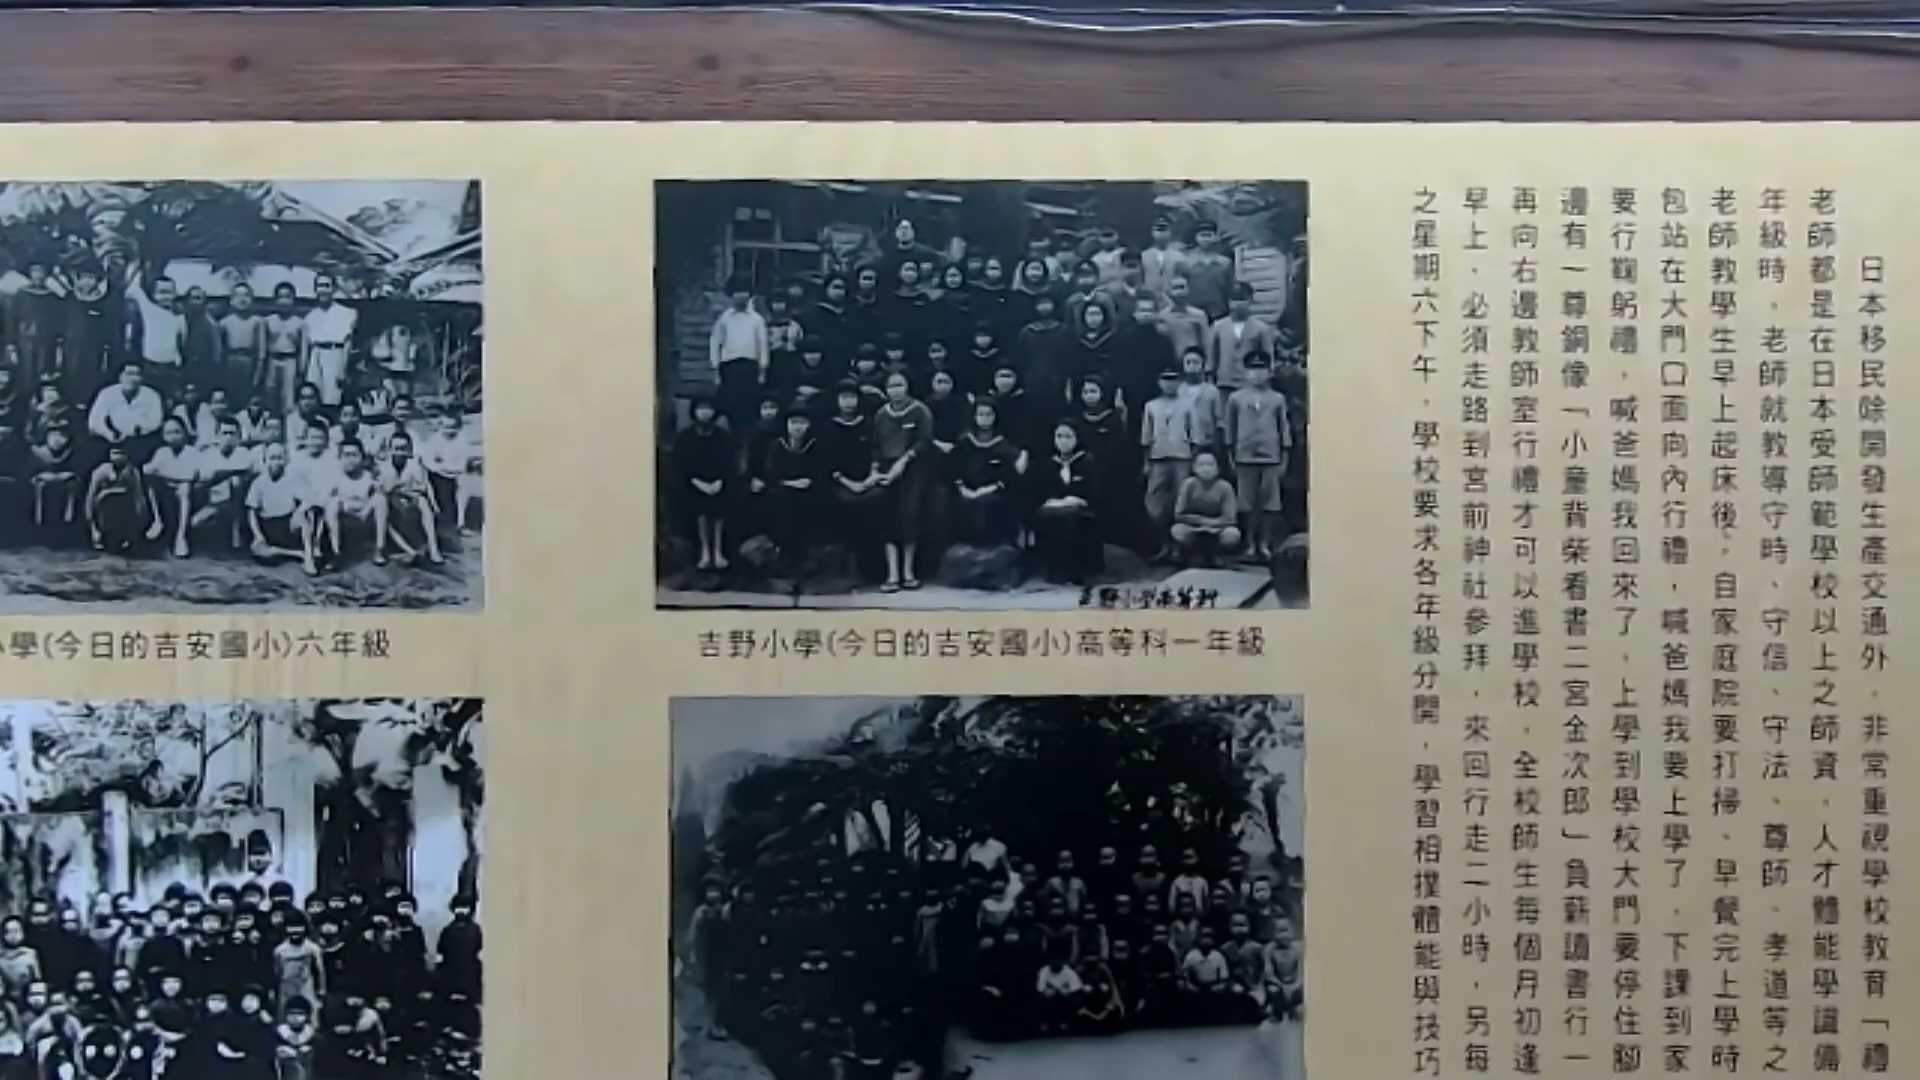 日本移民除開發生產交通外，非常重視學校教育「禮
老師都是在日本受師範學校以上之師資，人才體能學識備
年級時、老師就教導守時、守信、守法、尊師、孝道等之
老師教學生早上起床後，自家庭院要打掃、早餐完上學時
包站在大門口面向內行禮，喊爸媽我要上學了，下課到家
要行鞠躬禮，喊爸媽我回來了，上學到學校大門要停住腳
邊有一尊銅像「小童背柴看書二宮金次郎」負薪讀書行一
再向右邊教師室行禮才可以進學校，全校師生每個月初逢
早上，必須走路到宮前神社參拜，來回行走二小時，另每
之星期六下午，學校要求各年級分開，學習相撲體能與技巧
小學(今日的吉安國小)六年級
吉野小學(今日的吉安國小)高等科一年級